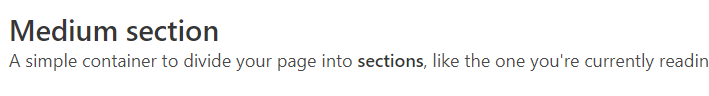 Medium section
A simple container to divide your page into sections, like the one you're currently readin